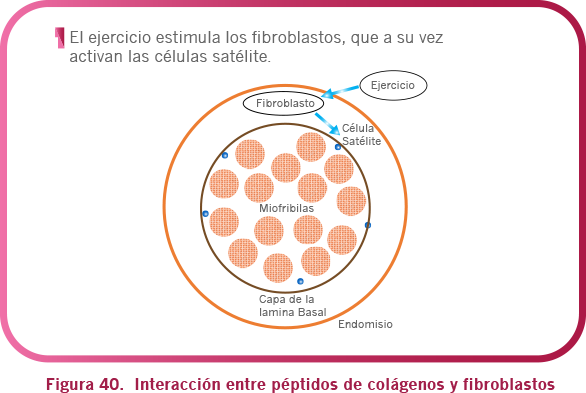 El ejercicio estimula los fibroblastos, que a su vez
activan las células satélite.
Ejercicio
Fibroblasto
Célula
Satélite
Miofribilas
Capa de la
lamina Basal
Endomisio
Figura 40. Interacción entre péptidos de colágenos y fibroblastos